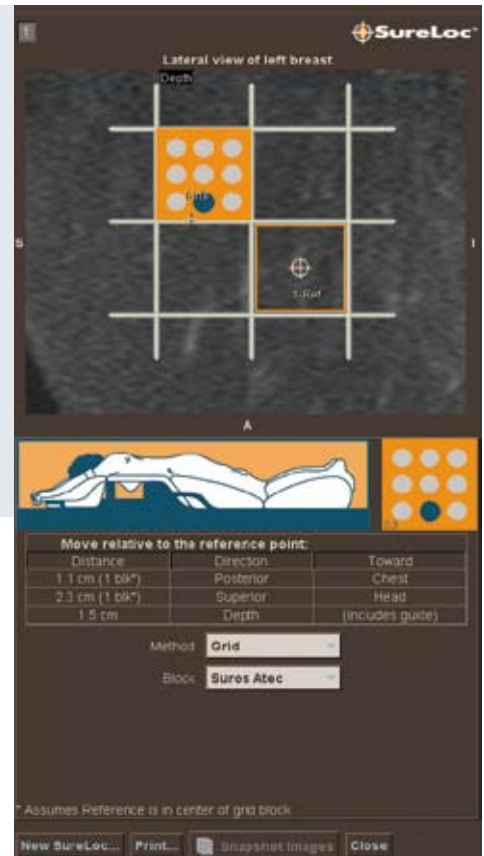 1
SureLoc™
Lateral view of left breast
Depth
S
I
1-Ref
A
Move relative to the reference point:
Distance Direction Toward
1.1 cm (1 blk*) Posterior Chest
2.3 cm (1 blk*) Superior Head
1.5 cm Depth (includes guide)
Method Grid
Block Suros Atec
* Assumes Reference is in center of grid block
New SureLoc... Print... Snapshot Images Close